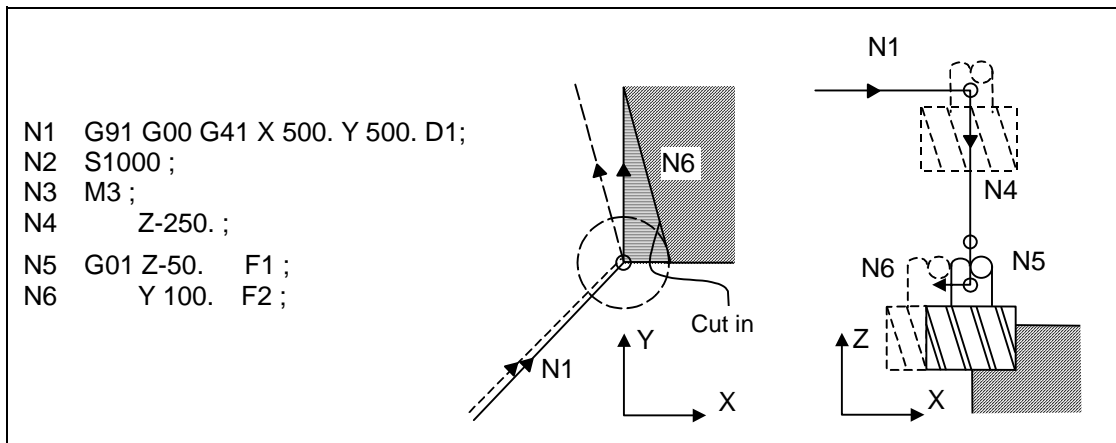 N1 G91 G00 G41 X 500. Y 500. D1;
N2 S1000 ;
N3 M3 ;
N4 Z-250. ;
N5 G01 Z-50. F1 ;
N6 Y 100. F2 ;
N6
Cut in
N1
Y
X
N1
N4
N6
N5
Z
X